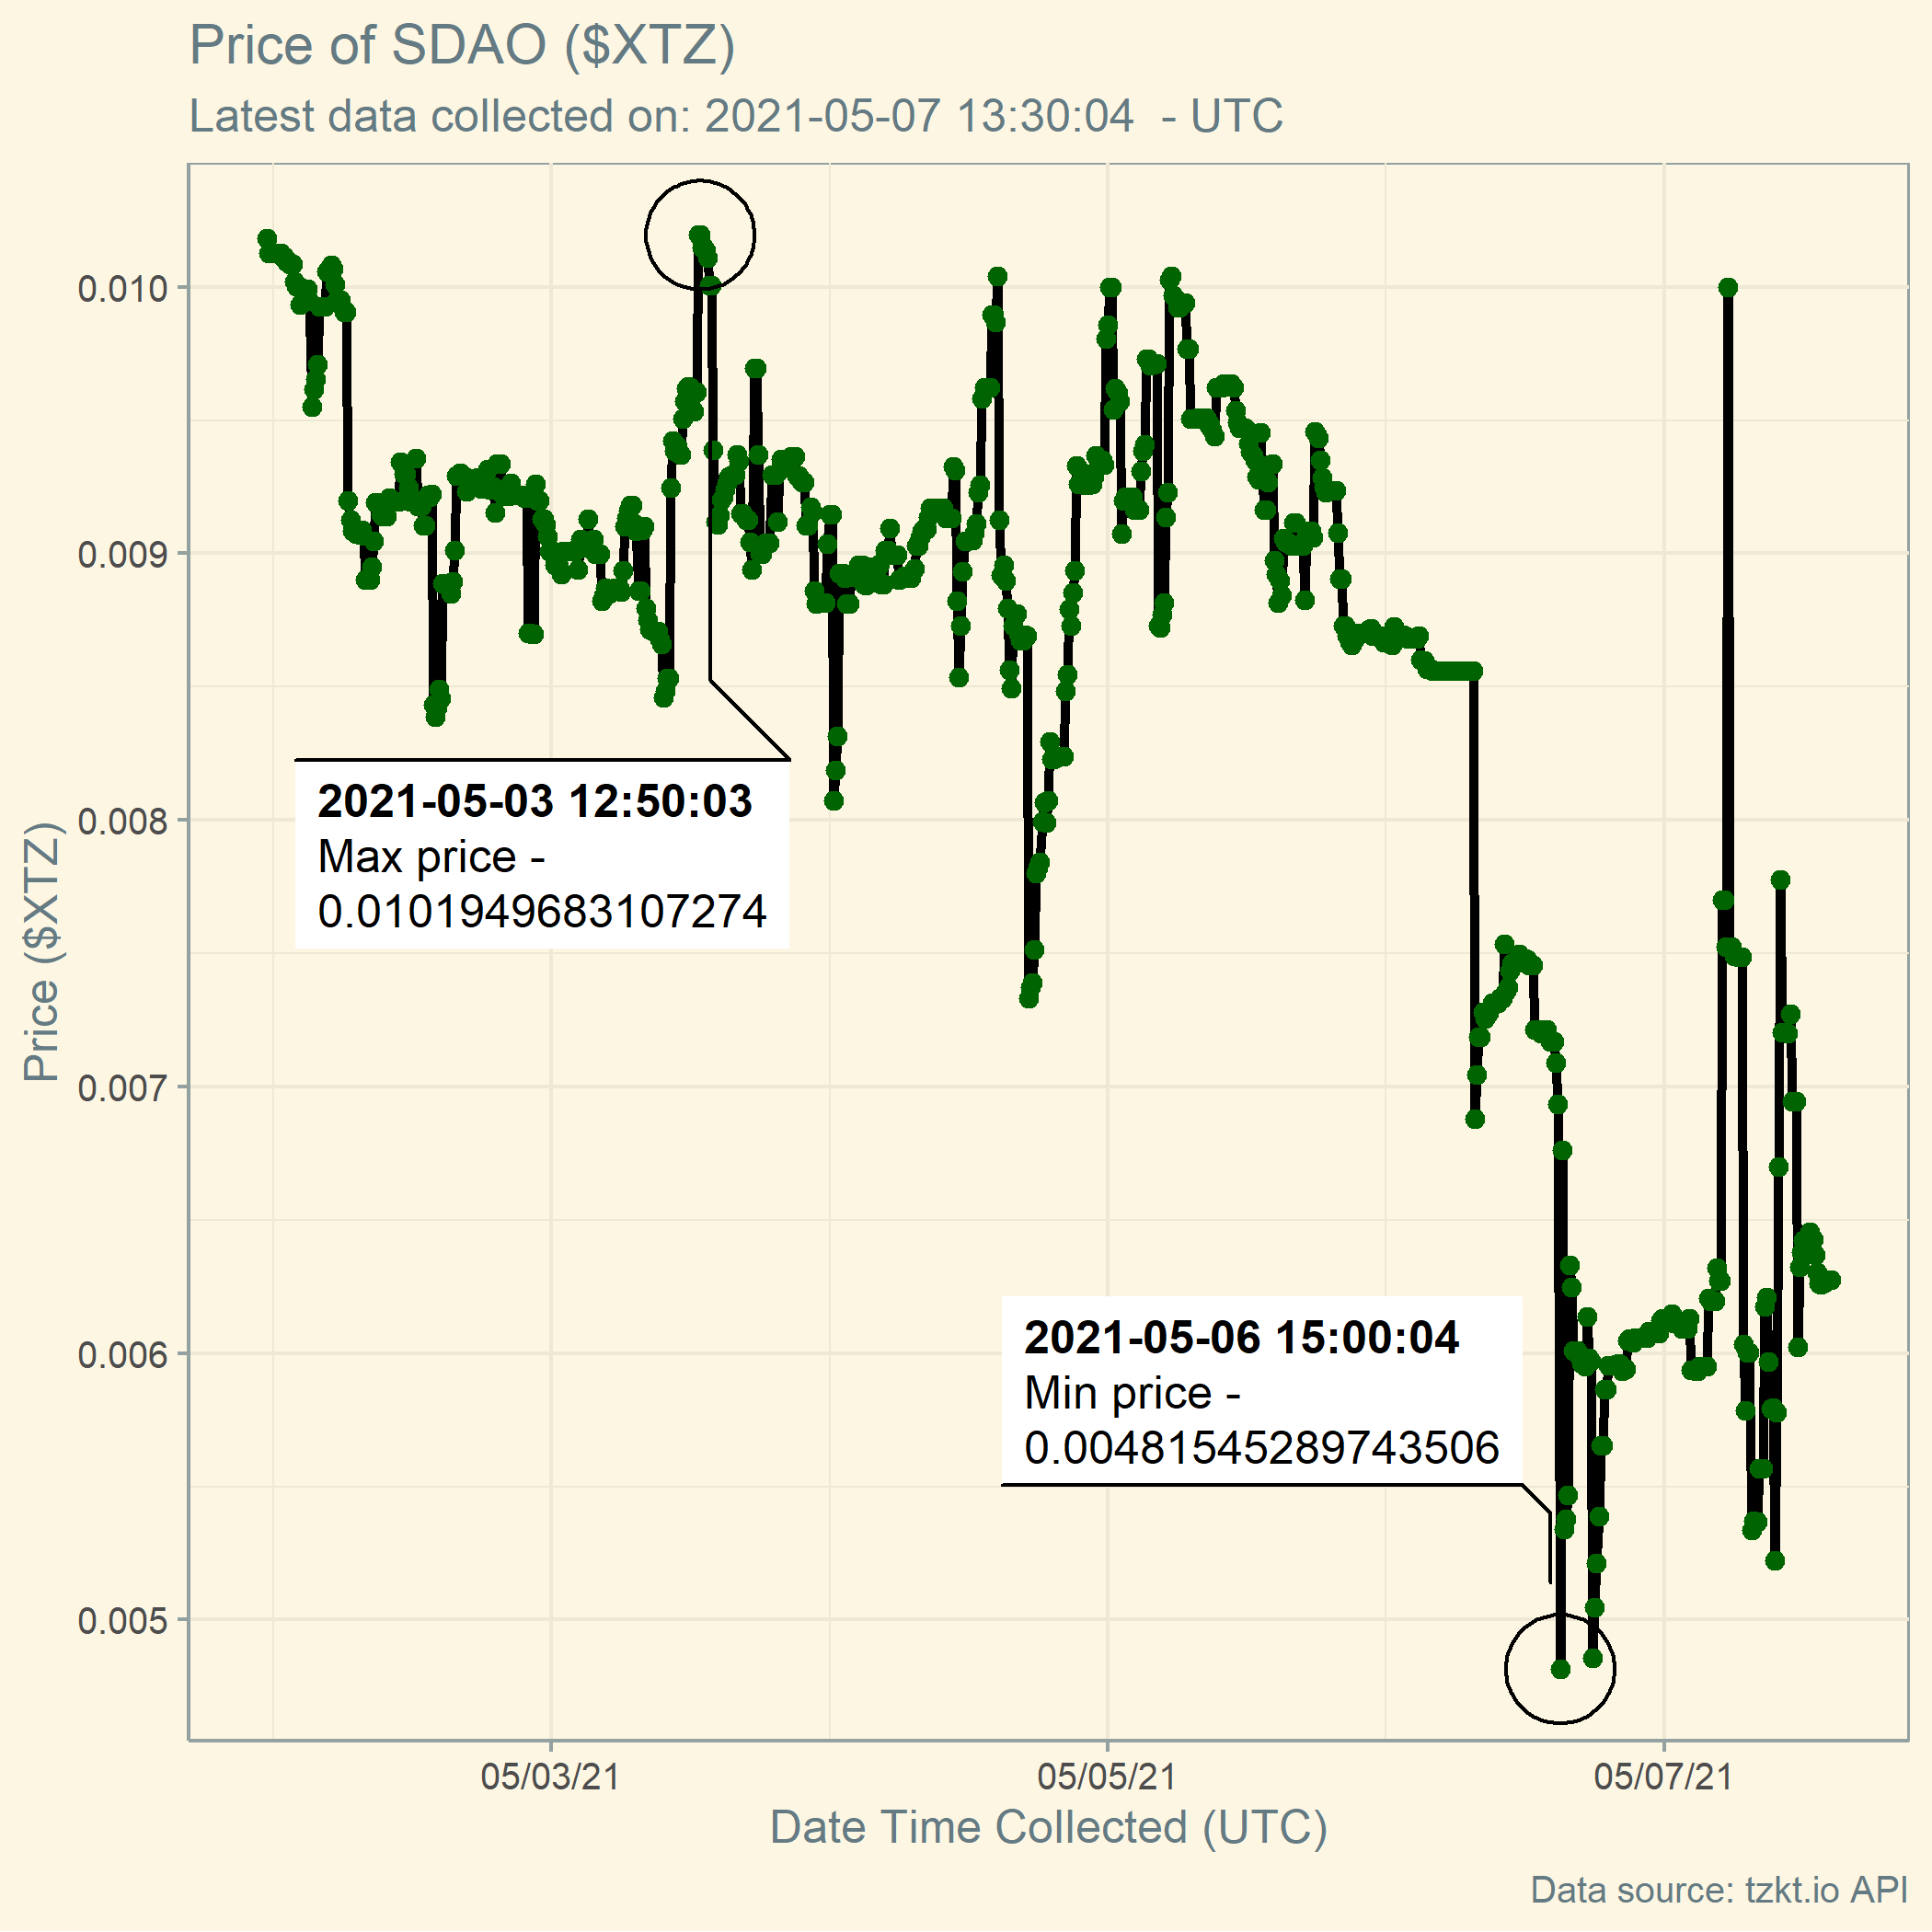 Price of SDAO ($XTZ)
Latest data collected on: 2021-05-07 13:30:04  - UTC
0.010
0.009
0.008
0.007
0.006
0.005
Price ($XTZ)
2021-05-03 12:50:03
Max price -
0.0101949683107274
2021-05-06 15:00:04
Min price -
0.00481545289743506
05/03/21
05/05/21
05/07/21
Date Time Collected (UTC)
Data source: tzkt.io API